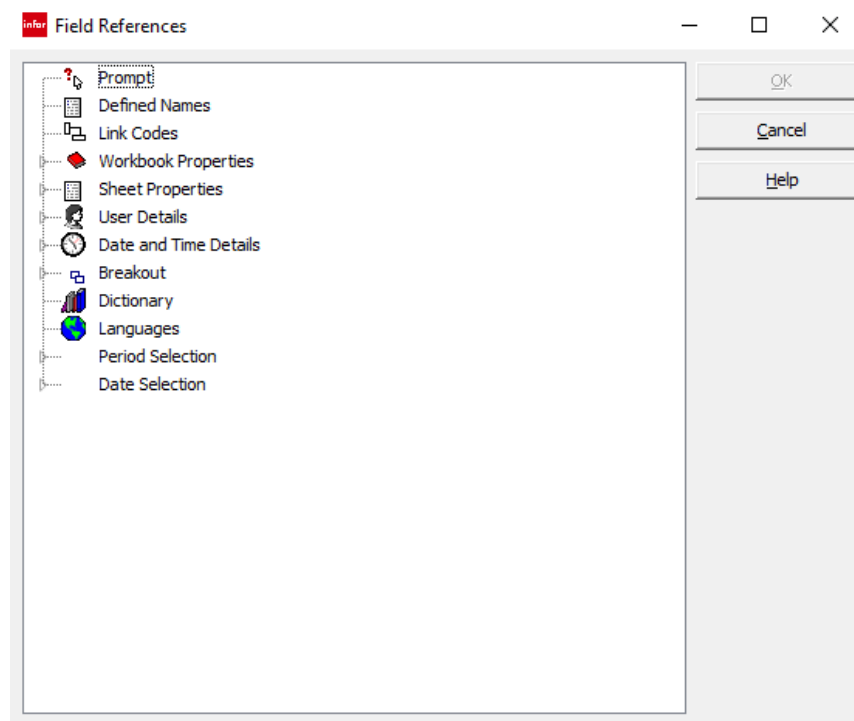 infor Field References
Prompt
OK
Defined Names
Link Codes
Cancel
Workbook Properties
Help
Sheet Properties
User Details
Date and Time Details
Breakout
Dictionary
Languages
Period Selection
Date Selection